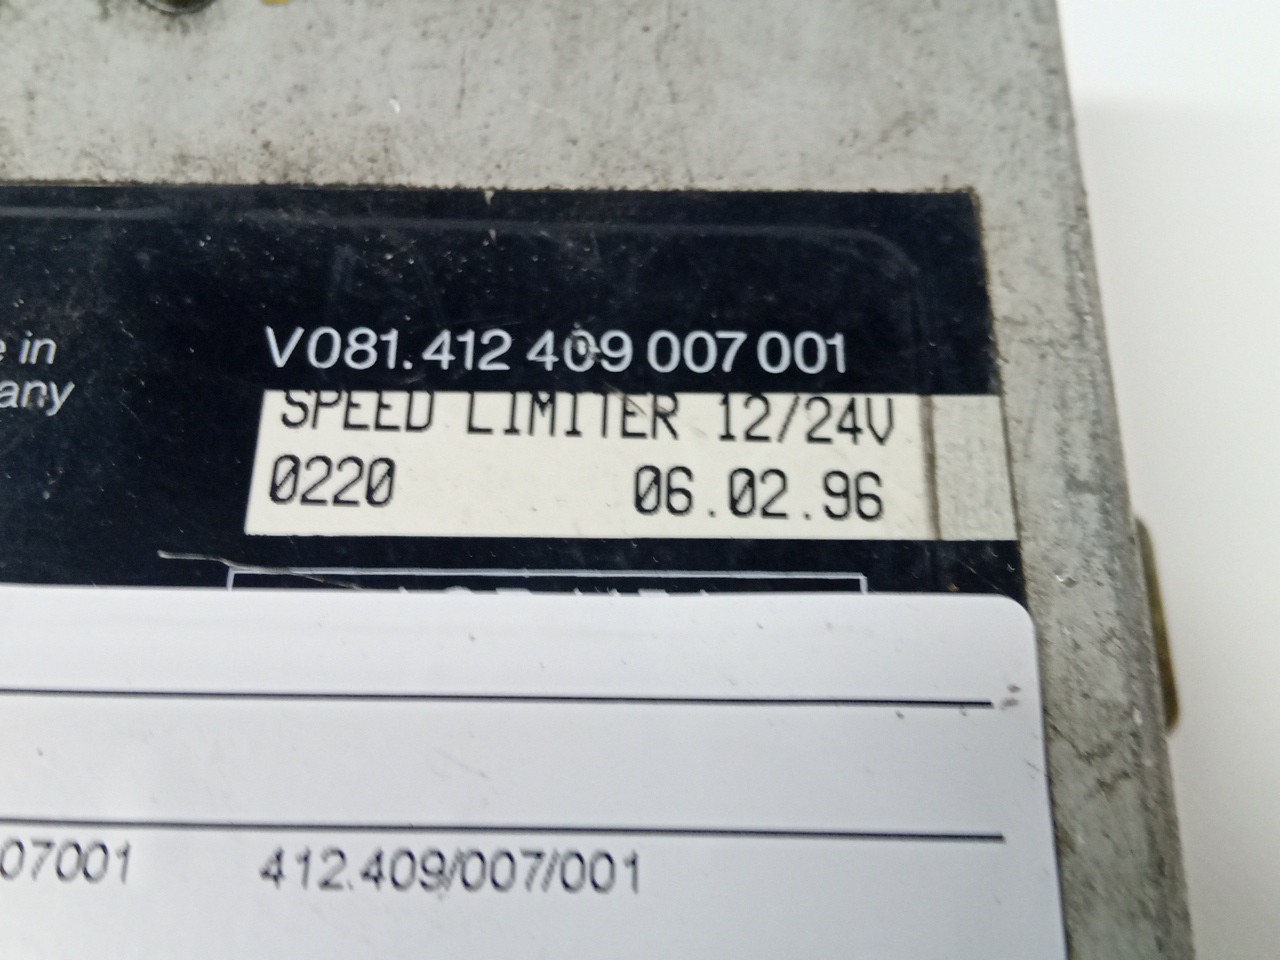 in
V081.412 409 007 001
any
SPEED LIMITER 12/24V
0220 06.02.96
07001 412.409/007/001